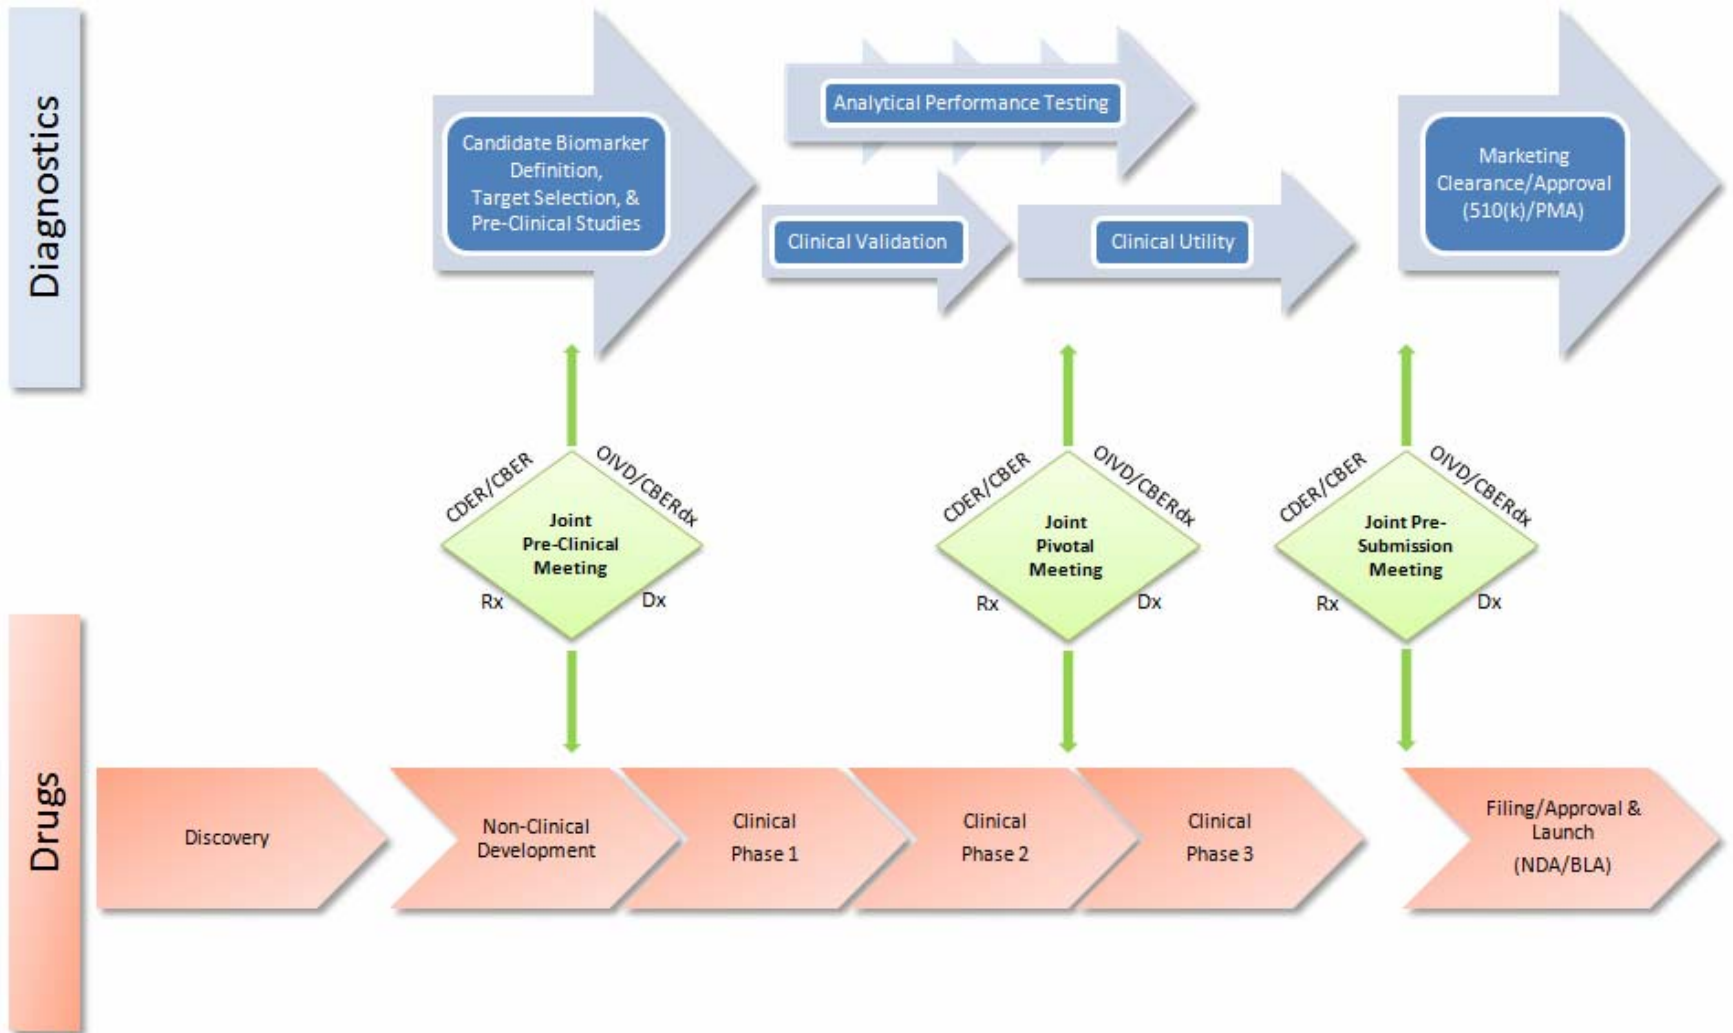 Diagnostics
Candidate Biomarker
Definition,
Target Selection, &
Pre-Clinical Studies
Analytical Performance Testing
Clinical Validation
Clinical Utility
Marketing
Clearance/Approval
(510(k)/PMA)
CDER/CBER
OIVD/CBERdx
Joint
Pre-Clinical
Meeting
Rx
Dx
CDER/CBER
OIVD/CBERdx
Joint
Pivotal
Meeting
Rx
Dx
CDER/CBER
OIVD/CBERdx
Joint Pre-
Submission
Meeting
Rx
Dx
Drugs
Discovery
Non-Clinical
Development
Clinical
Phase 1
Clinical
Phase 2
Clinical
Phase 3
Filing/Approval &
Launch
(NDA/BLA)